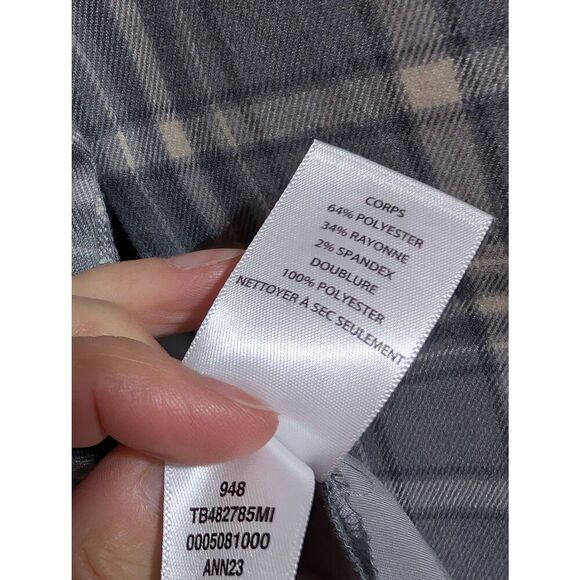 CORPS
64% POLYESTER
34% RAYONNE
2% SPANDEX
DOUBLURE
100% POLYESTER
NETTOYER À SEC SEULEMENT
948
TB482785MI
0005081000
ANN23